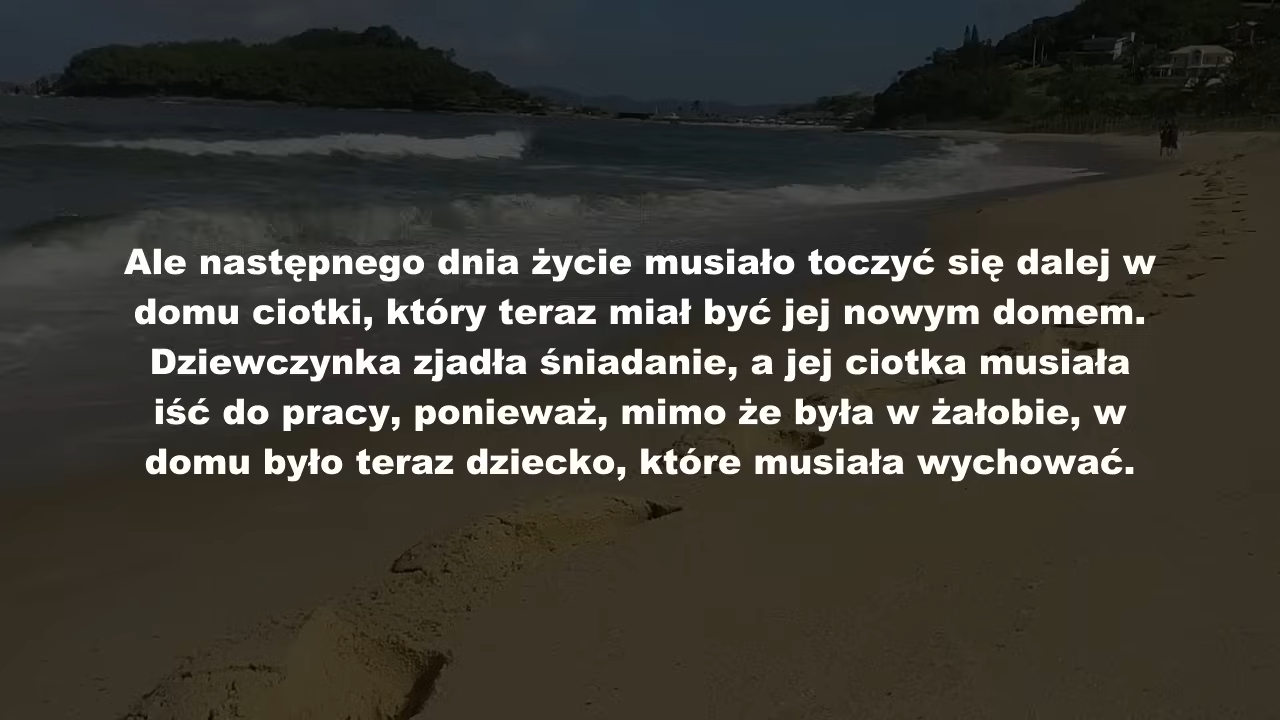 Ale następnego dnia życie musiało toczyć się dalej w
domu ciotki, który teraz miał być jej nowym domem.
Dziewczynka zjadła śniadanie, a jej ciotka musiała
iść do pracy, ponieważ, mimo że była w żałobie, w
domu było teraz dziecko, które musiała wychować.